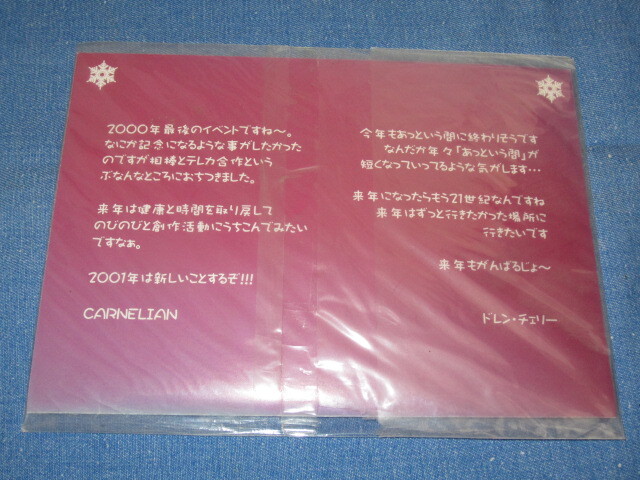 2000年最後のイベントですね～。
なにか記念になるような事がしたかった
のですが相棒とテレカ合作という
ぶなんなところにおちつきました。
来年は健康と時間を取り戻して
のびのびと創作活動にうちこんでみたい
ですなぁ。
2001年は新しいことするぞ!!!
CARNELIAN
今年もあっという間に終わりそうです
なんだか年々「あっという間」が
短くなっていってるような気がします…
来年になったらもう21世紀なんですね
来年はずっと行きたかった場所に
行きたいです
来年もがんばるじょ～
ドレン・チェリー